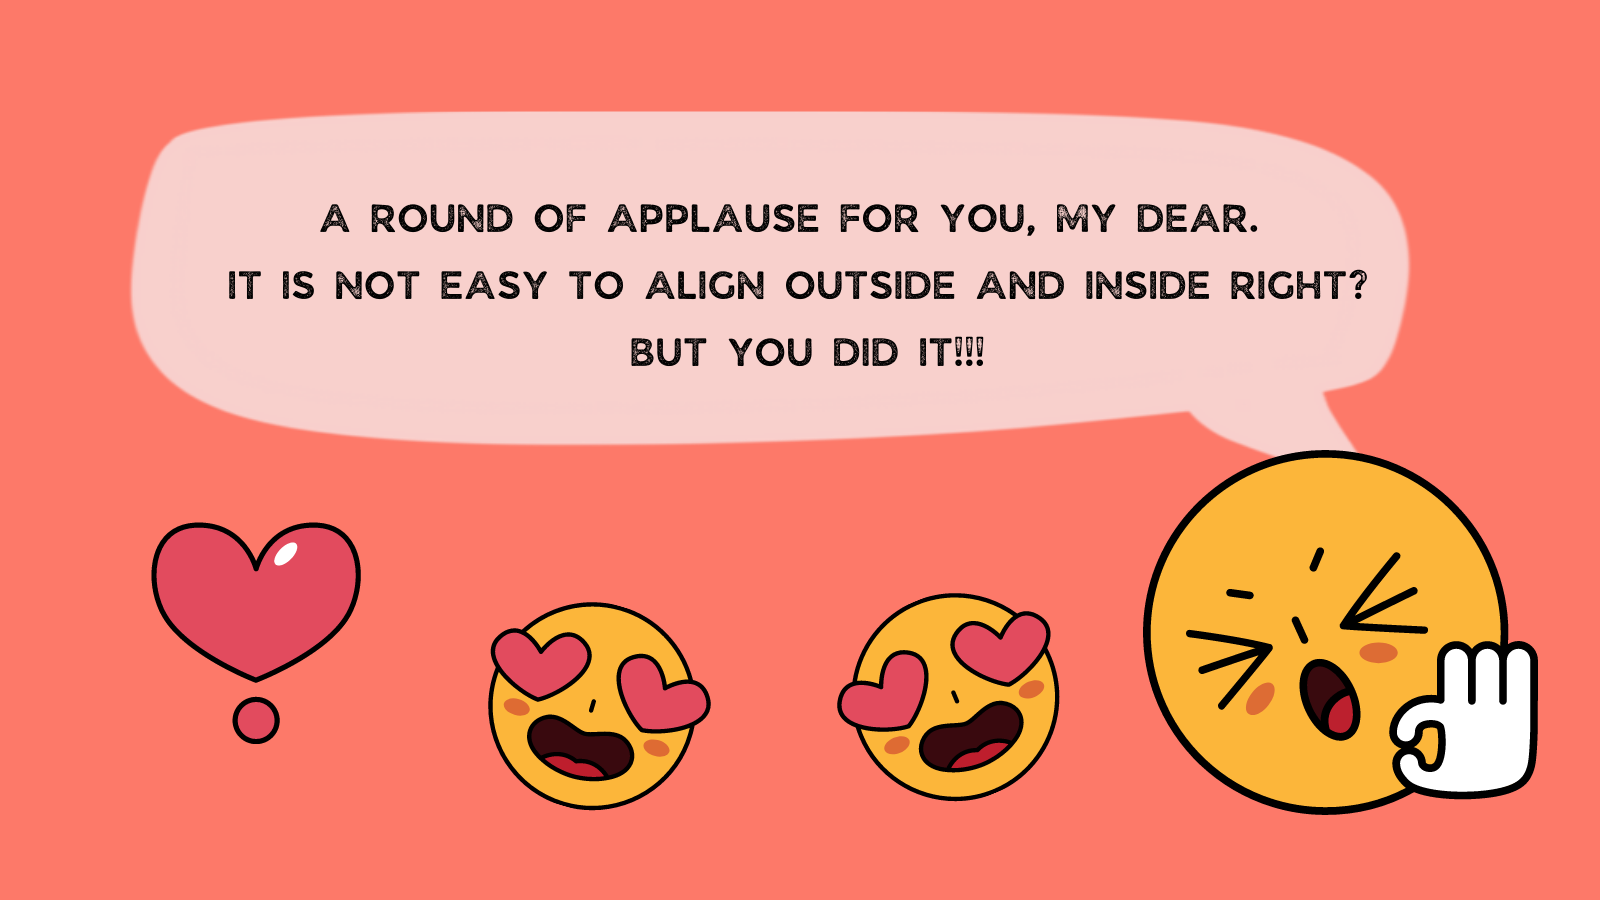 A ROUND OF APPLAUSE FOR YOU, MY DEAR.
IT IS NOT EASY TO ALIGN OUTSIDE AND INSIDE RIGHT?
BUT YOU DID IT!!!